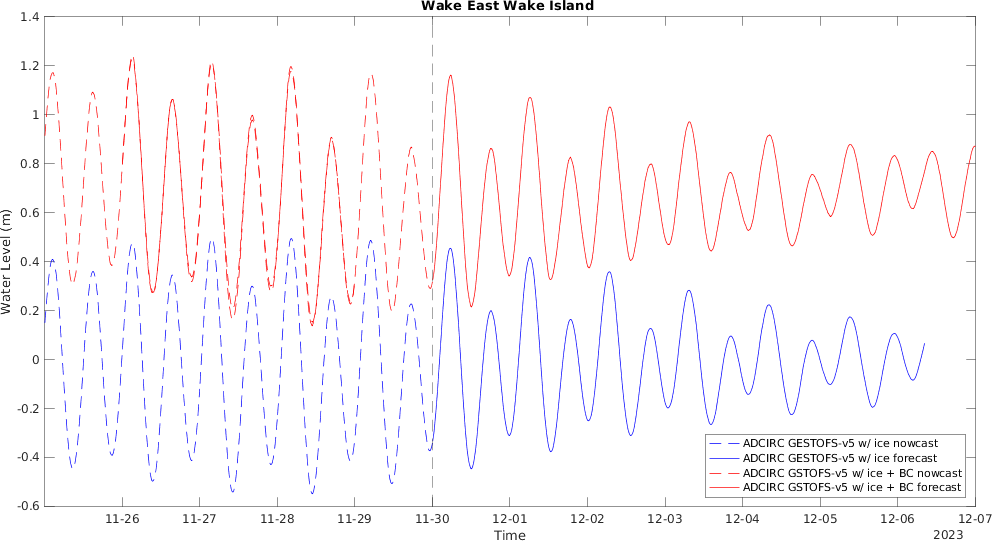 Wake East Wake Island
1.4
1.2
1
0.8
0.6
0.4
0.2
0
-0.2
-0.4
-0.6
Water Level (m)
ADCIRC GESTOFS-v5 w/ ice nowcast
ADCIRC GESTOFS-v5 w/ ice forecast
ADCIRC GSTOFS-v5 w/ ice + BC nowcast
ADCIRC GSTOFS-v5 w/ ice + BC forecast
11-26 11-27 11-28 11-29 11-30 12-01 12-02 12-03 12-04 12-05 12-06 12-07
Time
2023